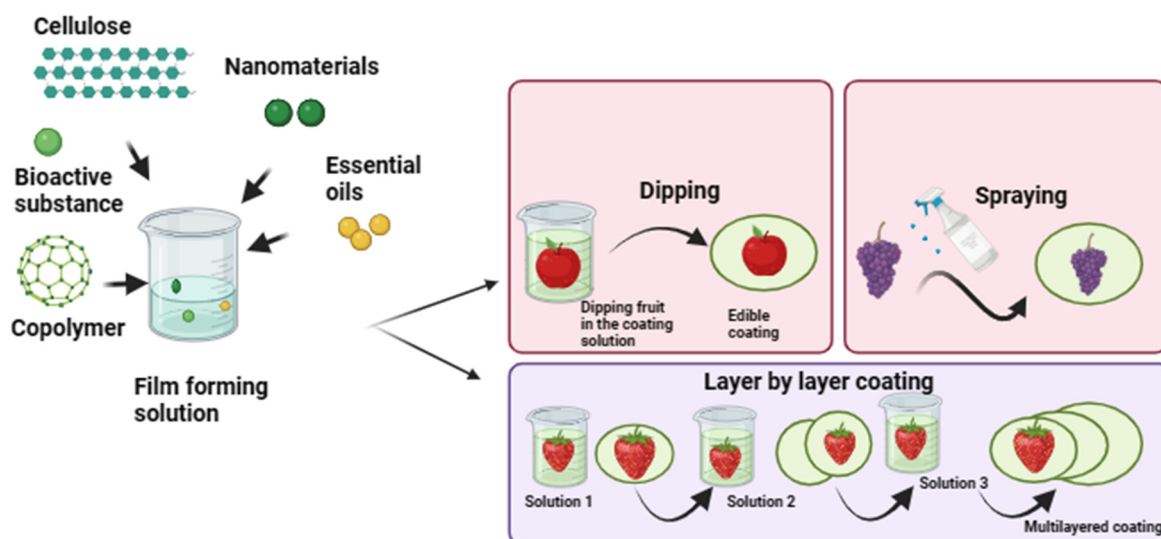 Cellulose
Nanomaterials
Bioactive
substance
Essential
oils
Copolymer
Film forming
solution
Dipping
Dipping fruit
in the coating
solution
Edible
coating
Spraying
Layer by layer coating
Solution 1
Solution 2
Solution 3
Multilayered coating